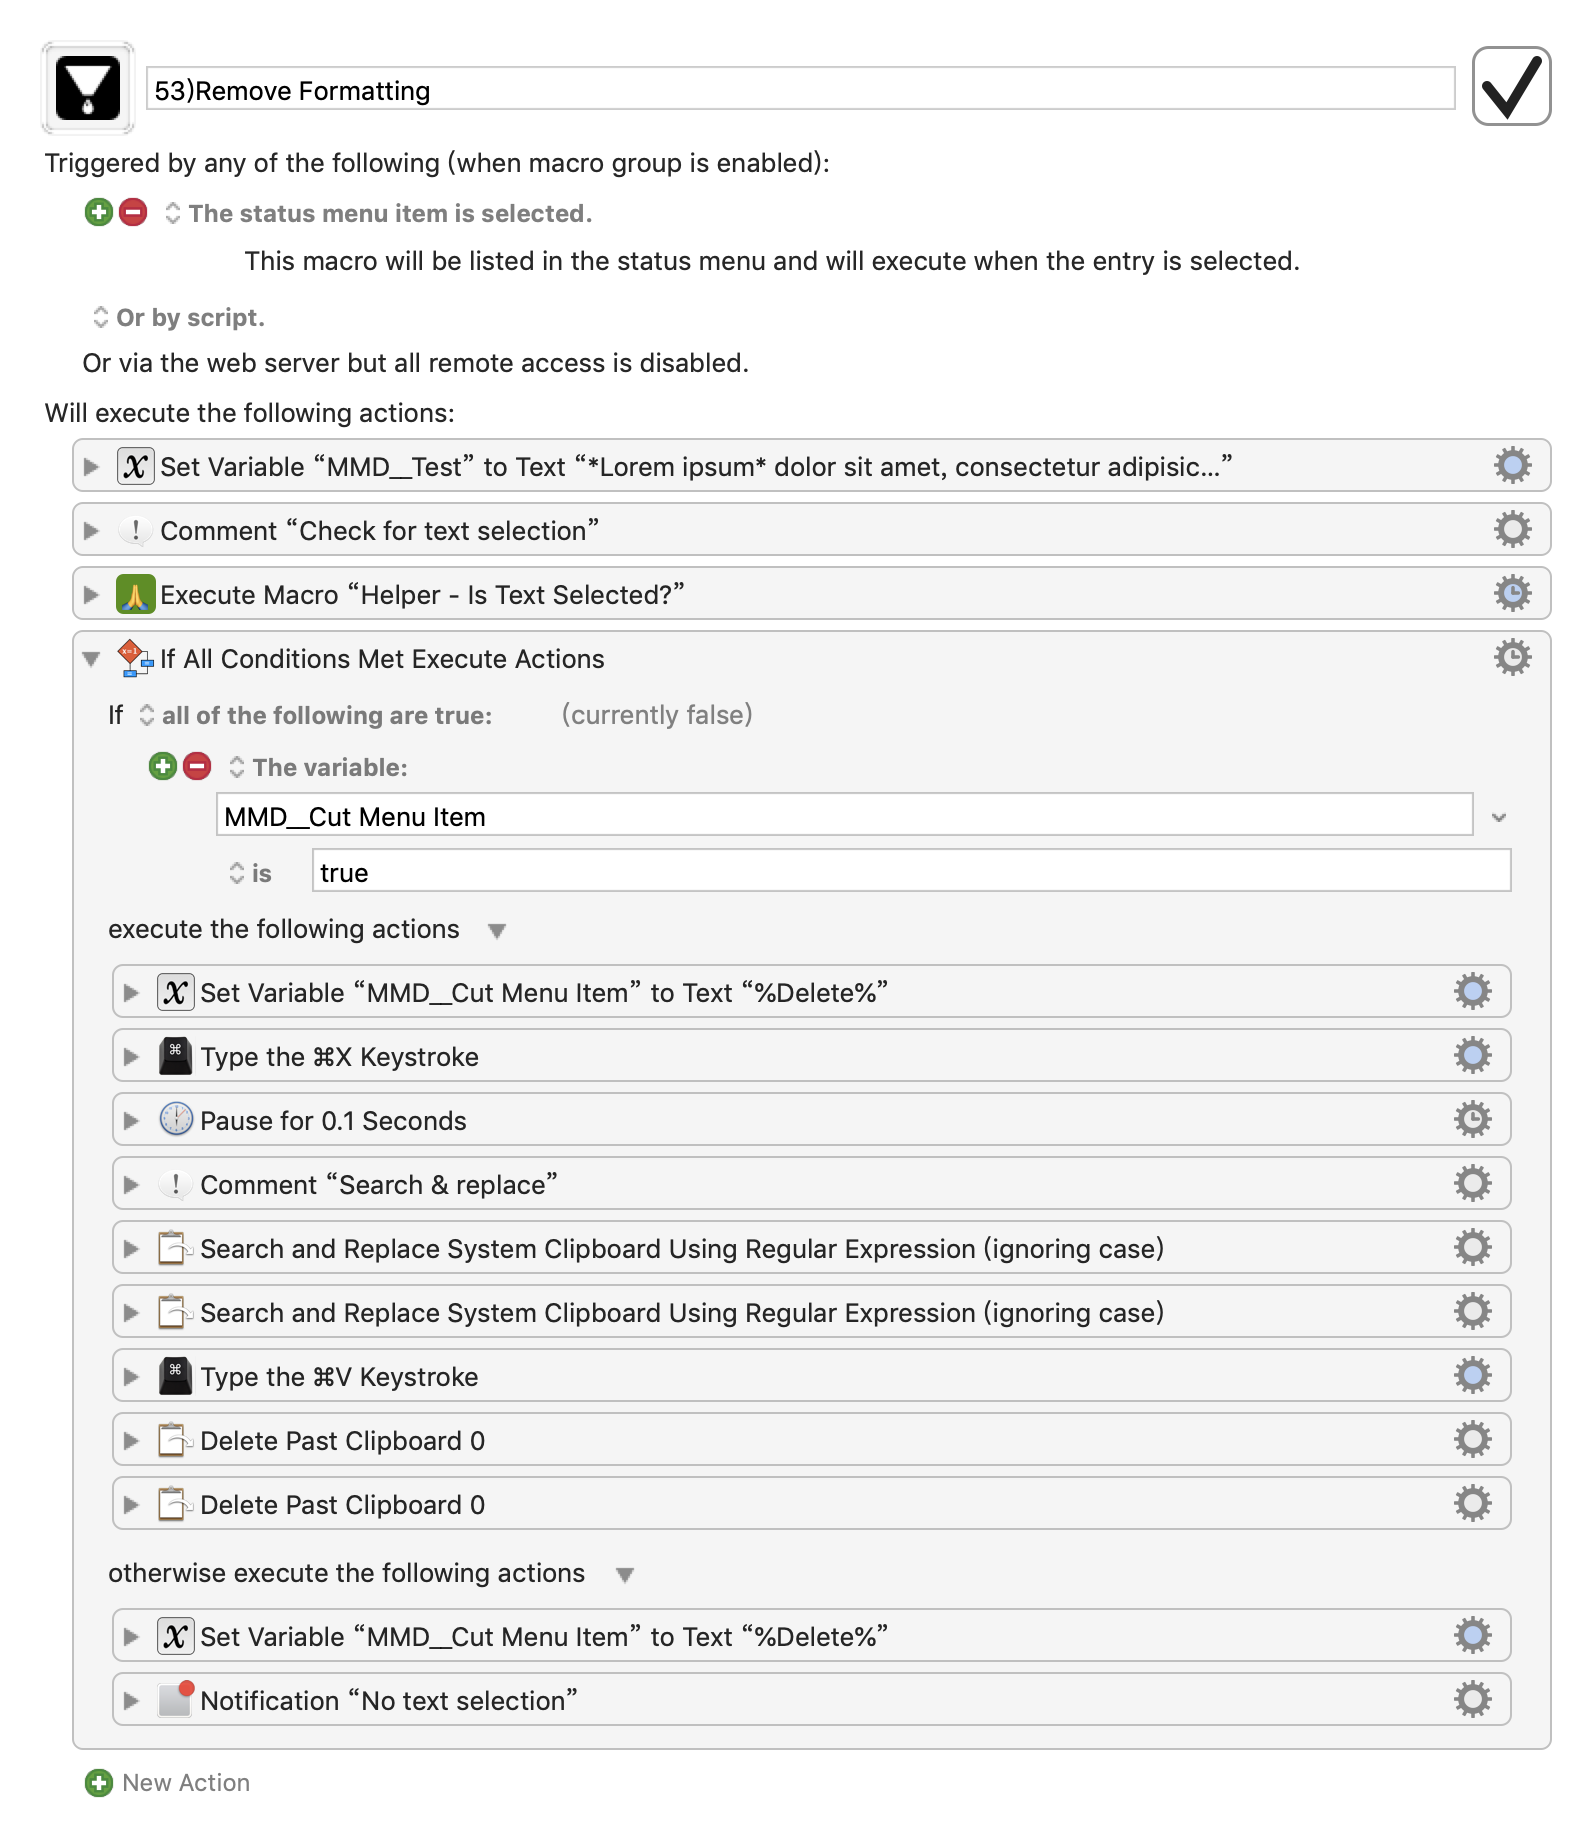 53)Remove Formatting
Triggered by any of the following (when macro group is enabled):
The status menu item is selected.
This macro will be listed in the status menu and will execute when the entry is selected.
Or by script.
Or via the web server but all remote access is disabled.
Will execute the following actions:
Set Variable “MMD__Test” to Text “*Lorem ipsum* dolor sit amet, consectetur adipisic...”
Comment “Check for text selection”
Execute Macro “Helper - Is Text Selected?”
If All Conditions Met Execute Actions
If all of the following are true: (currently false)
The variable:
MMD__Cut Menu Item
is true
execute the following actions
Set Variable “MMD__Cut Menu Item” to Text “%Delete%”
Type the ⌘X Keystroke
Pause for 0.1 Seconds
Comment “Search & replace”
Search and Replace System Clipboard Using Regular Expression (ignoring case)
Search and Replace System Clipboard Using Regular Expression (ignoring case)
Type the ⌘V Keystroke
Delete Past Clipboard 0
Delete Past Clipboard 0
otherwise execute the following actions
Set Variable “MMD__Cut Menu Item” to Text “%Delete%”
Notification “No text selection”
New Action